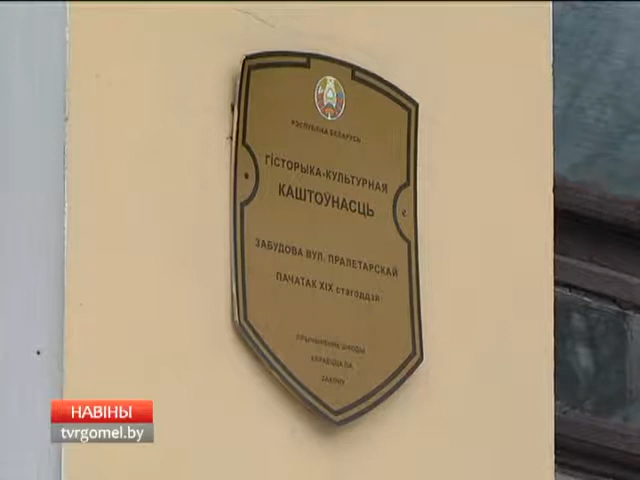 РЭСПУБЛІКА БЕЛАРУСЬ
ГІСТОРЫКА-КУЛЬТУРНАЯ
КАШТОЎНАСЦЬ
ЗАБУДОВА ВУЛ. ПРАЛЕТАРСКАЙ
ПАЧАТАК XIX стагоддзя
ПРЫЧЫНЕННЕ ШКОДЫ
КАРАЕЦЦА ПА
ЗАКОНУ
НАВІНЫ
tvrgomel.by